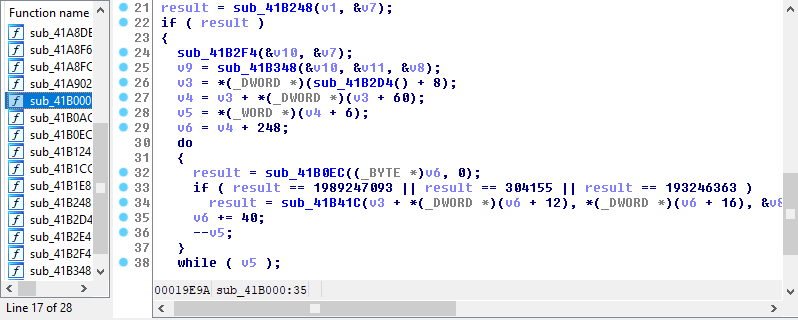 Function name
sub_41A8DE
sub_41A8F6
sub_41A8FC
sub_41A902
sub_41B000
sub_41B0AC
sub_41B0EC
sub_41B124
sub_41B1CC
sub_41B1E8
sub_41B248
sub_41B2D4
sub_41B2E4
sub_41B2F4
sub_41B348
Line 17 of 28
21 result = sub_41B248(v1, &v7);
22 if ( result )
23 {
24 sub_41B2F4(&v10, &v7);
25 v9 = sub_41B348(&v10, &v11, &v8);
26 v3 = *(_DWORD *)(sub_41B2D4() + 8);
27 v4 = v3 + *(_DWORD *)(v3 + 60);
28 v5 = *(_WORD *)(v4 + 6);
29 v6 = v4 + 248;
30 do
31 {
32 result = sub_41B0EC((_BYTE *)v6, 0);
33 if ( result == 1989247093 || result == 304155 || result == 193246363 )
34 result = sub_41B41C(v3 + *(_DWORD *)(v6 + 12), *(_DWORD *)(v6 + 16), &v8
35 v6 += 40;
36 --v5;
37 }
38 while ( v5 );
00019E9A sub_41B000:35